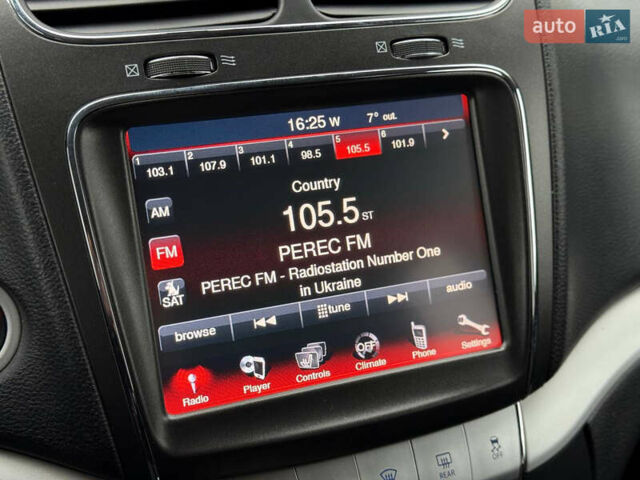 auto RIA .com
16:25 W 7° out
1 103.1 2 107.9 3 101.1 4 98.5 5 105.5 6 101.9
Country
AM
105.5 ST
FM
PEREC FM
SAT
PEREC FM - Radiostation Number One
in Ukraine
browse tune audio
Radio Player Controls OFF Climate Phone Settings
REAR
OFF